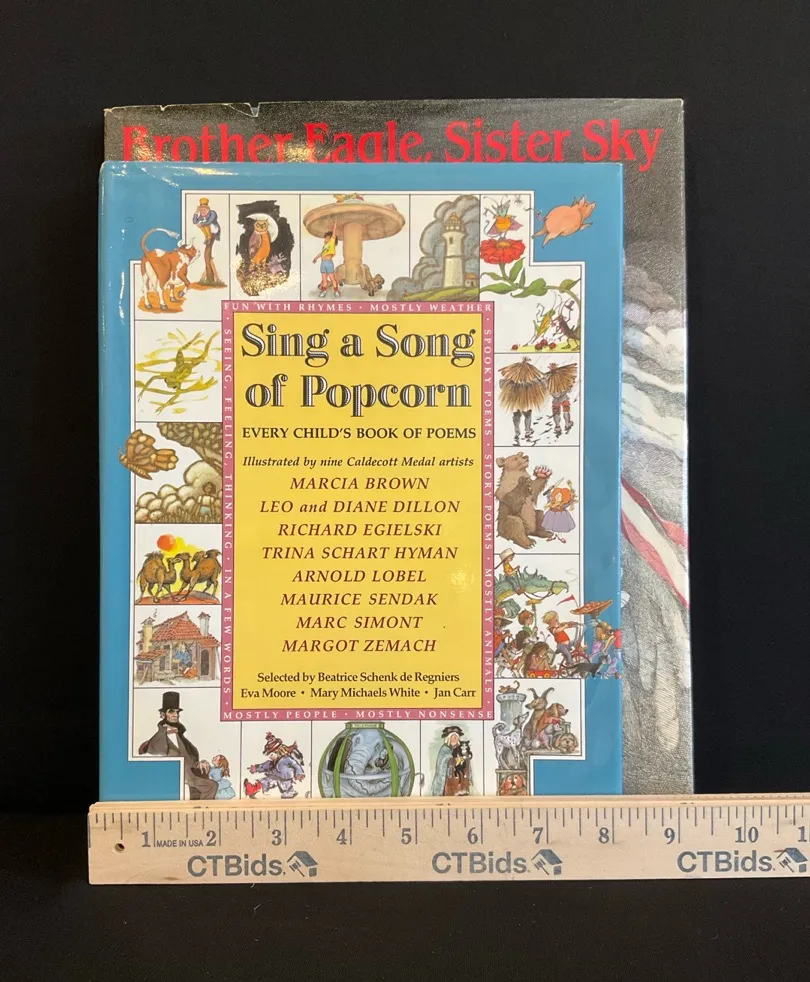 Brother Eagle, Sister Sky
FUN WITH RHYMES • MOSTLY WEATHER
SPOOKY POEMS • STORY POEMS • MOSTLY ANIMALS
SEEING, FEELING, THINKING • IN A FEW WORDS
Sing a Song
of Popcorn
EVERY CHILD'S BOOK OF POEMS
Illustrated by nine Caldecott Medal artists
MARCIA BROWN
LEO and DIANE DILLON
RICHARD EGIELSKI
TRINA SCHART HYMAN
ARNOLD LOBEL
MAURICE SENDAK
MARC SIMONT
MARGOT ZEMACH
Selected by Beatrice Schenk de Regniers
Eva Moore • Mary Michaels White • Jan Carr
MOSTLY PEOPLE • MOSTLY NONSENSE
1 MADE IN USA 2 3 4 5 6 7 8 9 10
CTBids. CTBids. CTBids.